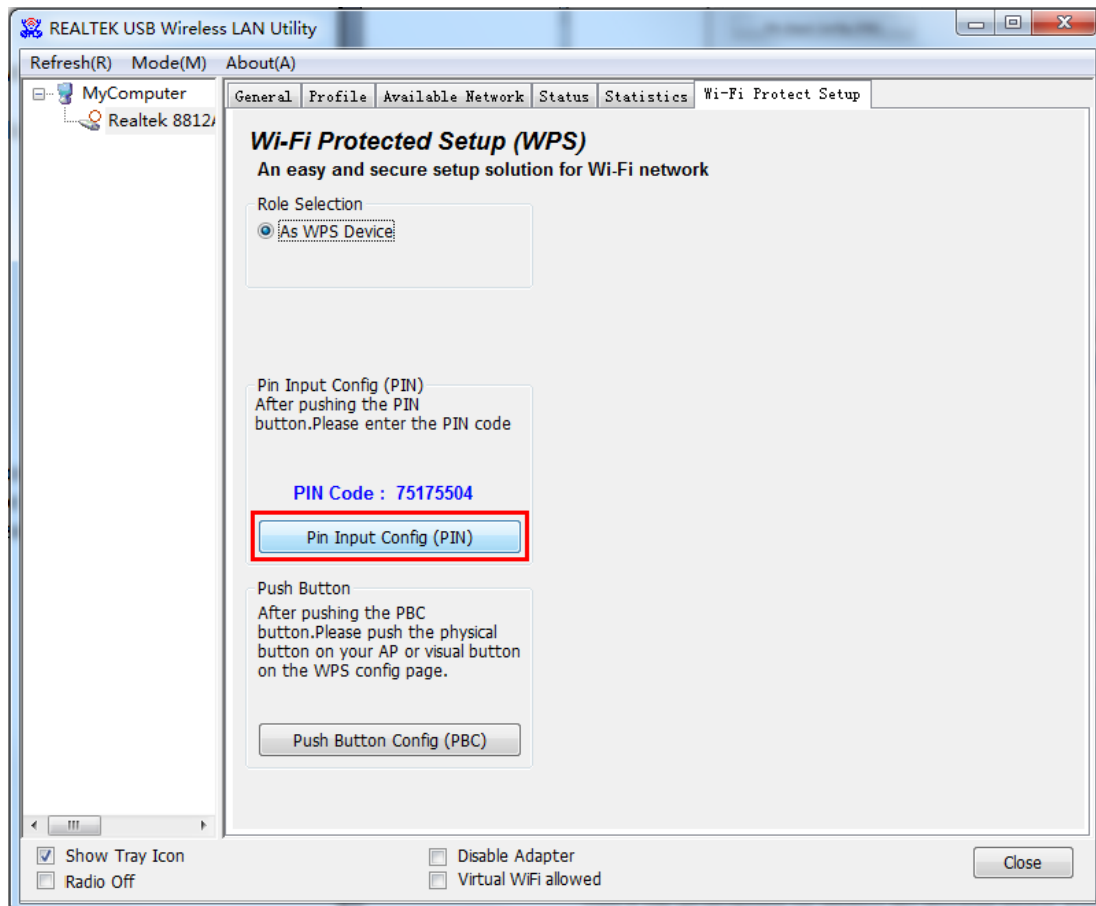 REALTEK USB Wireless LAN Utility
Refresh(R) Mode(M) About(A)
MyComputer
Realtek 8812A
General Profile Available Network Status Statistics Wi-Fi Protect Setup
Wi-Fi Protected Setup (WPS)
An easy and secure setup solution for Wi-Fi network
Role Selection
As WPS Device
Pin Input Config (PIN)
After pushing the PIN
button.Please enter the PIN code
PIN Code : 75175504
Pin Input Config (PIN)
Push Button
After pushing the PBC
button.Please push the physical
button on your AP or visual button
on the WPS config page.
Push Button Config (PBC)
Show Tray Icon
Radio Off
Disable Adapter
Virtual WiFi allowed
Close